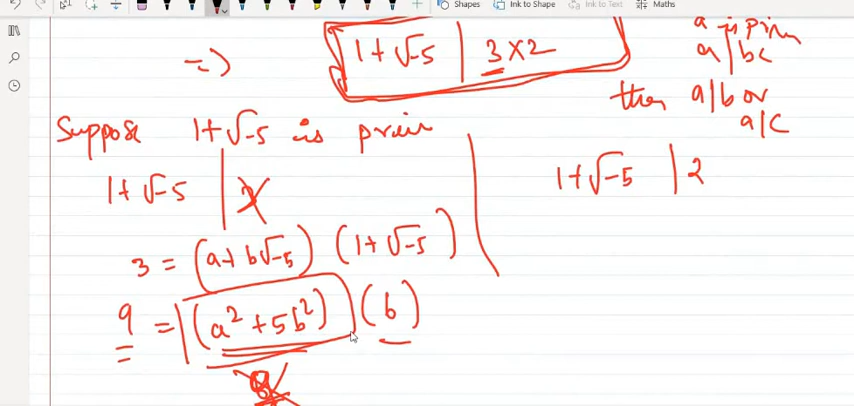 Shapes Ink to Shape Ink to Text Maths
=> 1+√-5 | 3×2
a is prime
a/bc
then a/b or
a/c
Suppose 1+√-5 is prime
1+√-5 |
3 = (a+b√-5) (1+√-5)
9 = (a² + 5b²) (6)
1+√-5 | 2